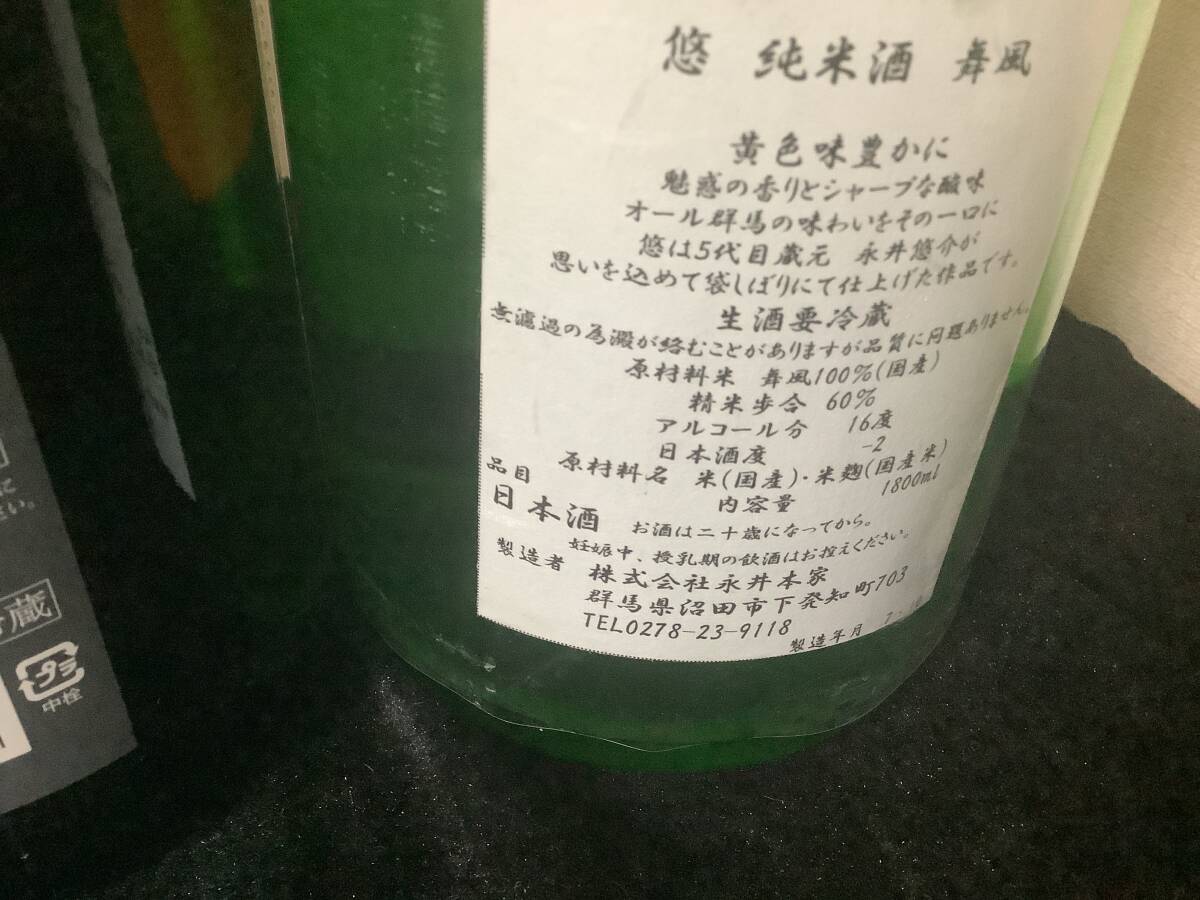 悠 純米酒 舞風
黄色味豊かに
魅惑の香りとシャープな酸味
オール群馬の味わいをその一口に
悠は5代目蔵元 永井悠介が
思いを込めて袋しぼりにて仕上げた作品です。
生酒要冷蔵
無濾過の為澱が絡むことがありますが品質に問題ありません。
原材料米 舞風100%(国産)
精米歩合 60%
アルコール分 16度
日本酒度 -2
原材料名 米(国産)・米麹(国産米)
品目
日本酒
内容量 1800ml
お酒は二十歳になってから。
妊娠中、授乳期の飲酒はお控えください。
製造者 株式会社永井本家
群馬県沼田市下発知町703
TEL0278-23-9118
製造年月
に
い。
蔵
プラ
中栓